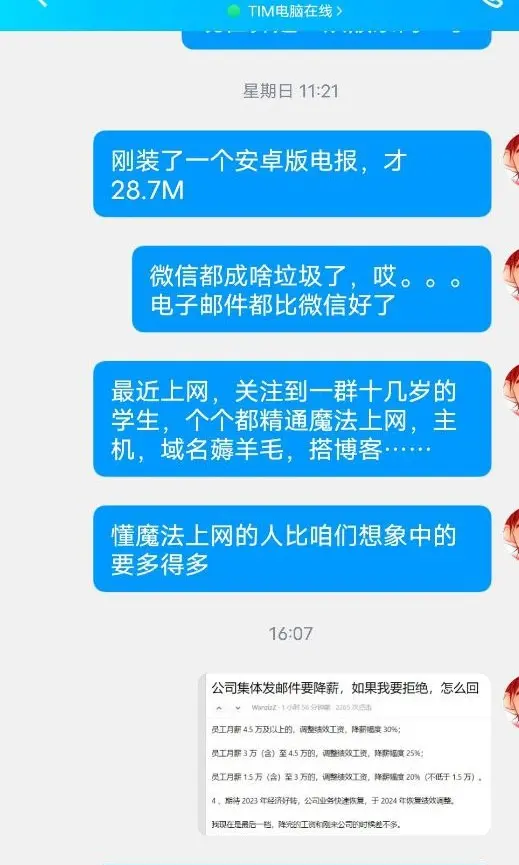 TIM电脑在线
星期日 11:21
刚装了一个安卓版电报，才
28.7M
微信都成啥垃圾了，哎。。。
电子邮件都比微信好了
最近上网，关注到一群十几岁的
学生，个个都精通魔法上网，主
机，域名薅羊毛，搭博客……
懂魔法上网的人比咱们想象中的
要多得多
16:07
公司集体发邮件要降薪，如果我要拒绝，怎么回
员工月薪 4.5 万及以上的，调整绩效工资，降薪幅度 30%；
员工月薪 3 万（含）至 4.5 万的，调整绩效工资，降薪幅度 25%；
员工月薪 1.5 万（含）至 3 万的，调整绩效工资，降薪幅度 20%（不低于 1.5 万）。
4 、期待 2023 年经济好转，公司业务快速恢复，于 2024 年恢复绩效调整。
我现在是最后一档，降完的工资和刚来公司的时候差不多。